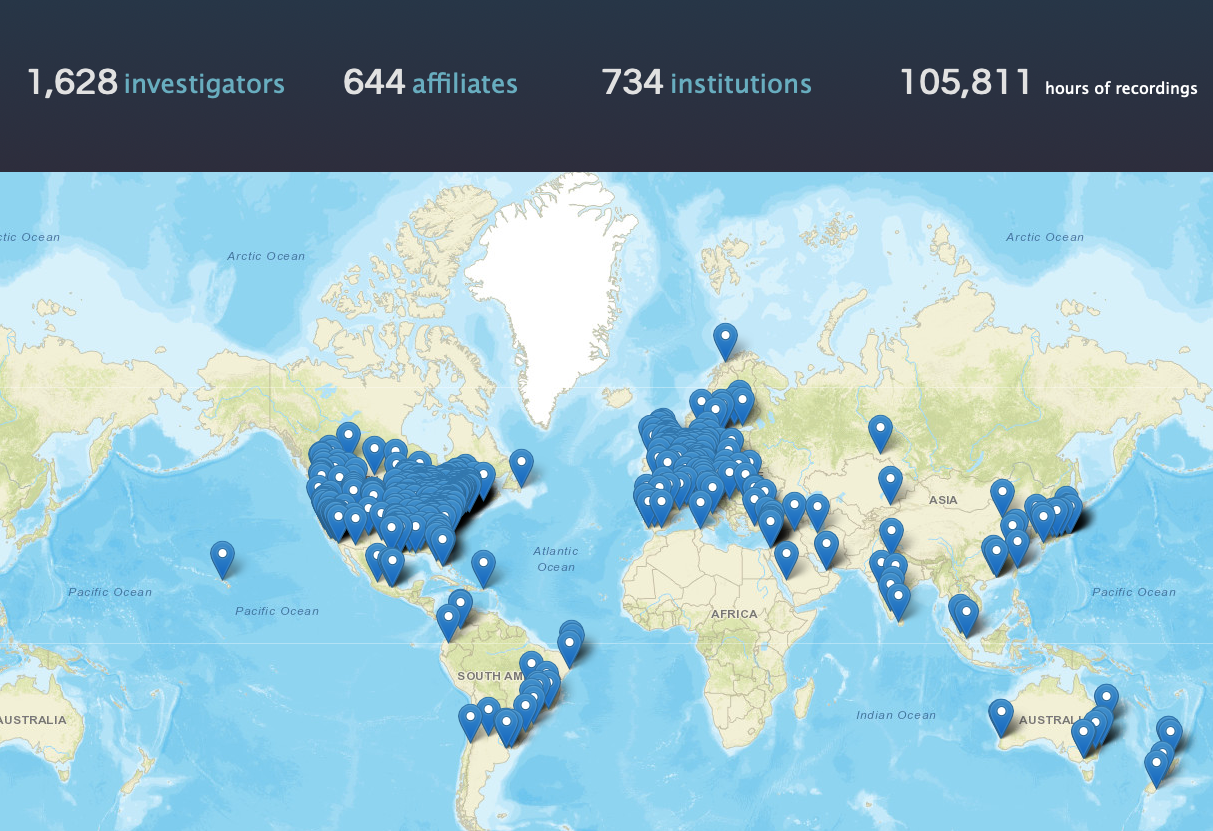 1,628 investigators 644 affiliates 734 institutions 105,811 hours of recordings
ctic Ocean
Arctic Ocean
Arctic Ocean
ASIA
Atlantic
Ocean
Pacific Ocean
Pacific Ocean
Pacific Ocean
AFRICA
SOUTH AM
Indian Ocean
AUSTRALIA
AUSTRALI